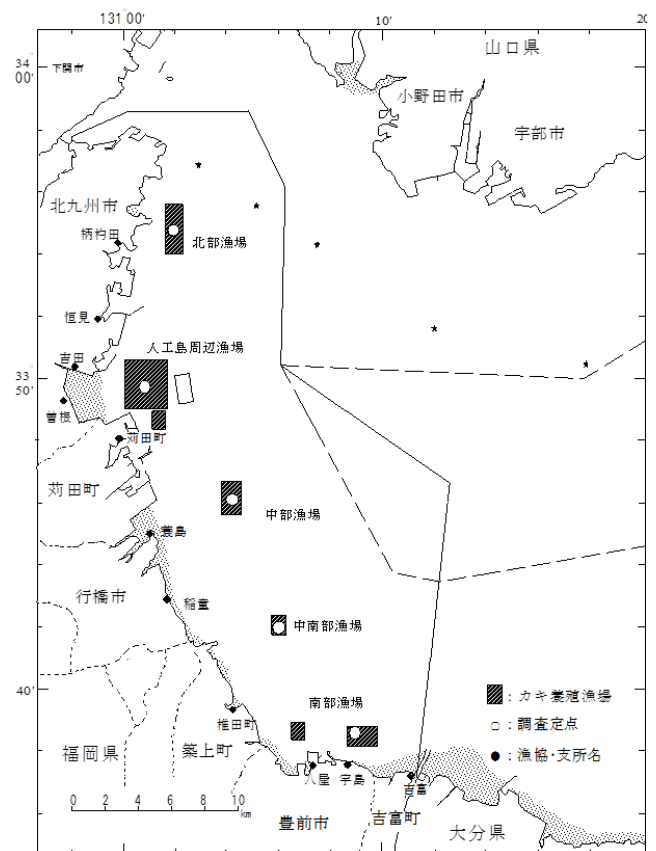 131 00′
10′
20
34
00′
下関市
山口県
小野田市
宇部市
北九州市
柄杓田
北部漁場
恒見
人工島周辺漁場
吉田
33
50′
曽根
苅田町
苅田町
中部漁場
蓑島
行橋市
稲童
中南部漁場
南部漁場
40′
椎田町
：カキ養殖漁場
：調査定点
：漁協・支所名
福岡県
築上町
八屋
宇島
吉富
0 2 4 6 8 10
km
豊前市
吉富町
大分県